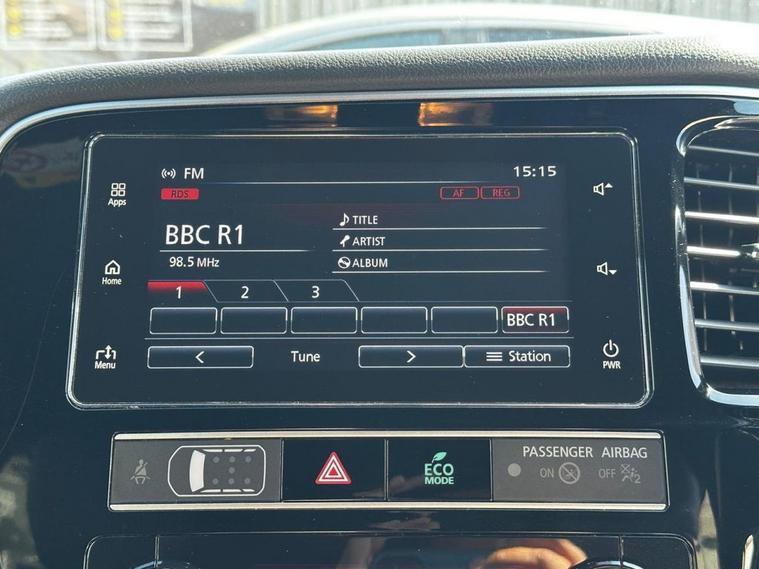 FM 15:15
RDS AF REG
Apps
TITLE
BBC R1
ARTIST
98.5 MHz
ALBUM
Home
1 2 3
BBC R1
< Tune > Station
Menu
PWR
PASSENGER AIRBAG
ECO
MODE
ON OFF
2